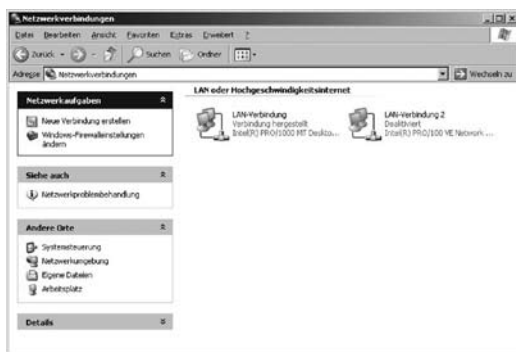 Netzwerkverbindungen
Datei Bearbeiten Ansicht Favoriten Extras Erweitert ?
Zurück Suchen Ordner
Adresse Netzwerkverbindungen Wechseln zu
Netzwerkaufgaben
Neue Verbindung erstellen
Windows-Firewalleinstellungen
ändern
Siehe auch
Netzwerkproblembehandlung
Andere Orte
Systemsteuerung
Netzwerkumgebung
Eigene Dateien
Arbeitsplatz
Details
LAN oder Hochgeschwindigkeitsinternet
LAN-Verbindung
Verbindung hergestellt
Intel(R) PRO/1000 MT Deskto...
LAN-Verbindung 2
Deaktiviert
Intel(R) PRO/100 VE Network ...